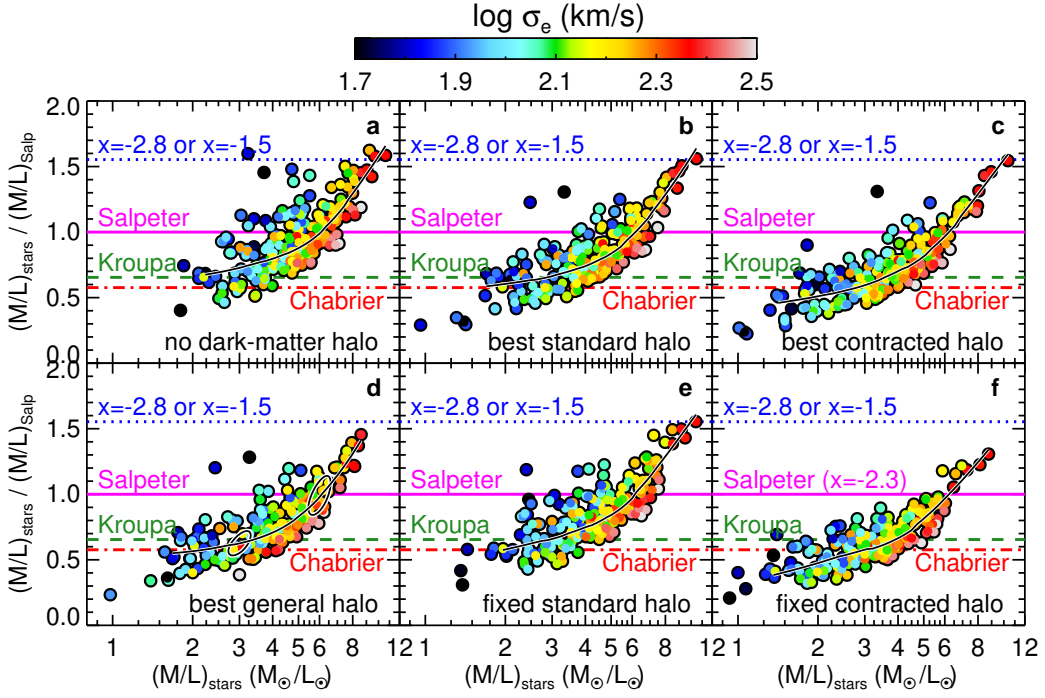 log σe (km/s)
1.7 1.9 2.1 2.3 2.5
2.0 a b c
x=-2.8 or x=-1.5 x=-2.8 or x=-1.5 x=-2.8 or x=-1.5
1.5
Salpeter Salpeter Salpeter
1.0
Kroupa Kroupa Kroupa
0.5
Chabrier Chabrier Chabrier
no dark-matter halo best standard halo best contracted halo
0.0
(M/L)stars / (M/L)Salp
2.0 d e f
x=-2.8 or x=-1.5 x=-2.8 or x=-1.5 x=-2.8 or x=-1.5
1.5
Salpeter Salpeter Salpeter (x=-2.3)
1.0
Kroupa Kroupa Kroupa
0.5
Chabrier Chabrier Chabrier
best general halo fixed standard halo fixed contracted halo
0.0
(M/L)stars / (M/L)Salp
1 2 3 4 5 6 8 12 1 2 3 4 5 6 8 12 1 2 3 4 5 6 8 12
(M/L)stars (M⊙/L⊙) (M/L)stars (M⊙/L⊙) (M/L)stars (M⊙/L⊙)